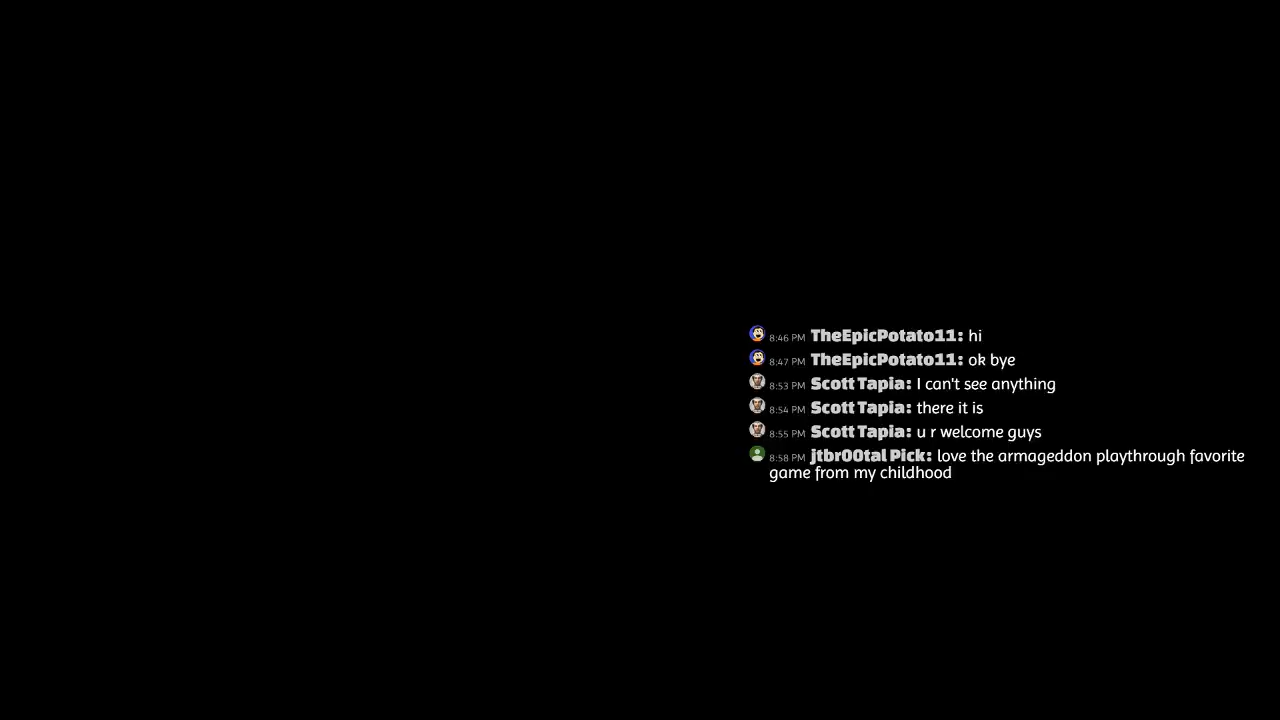 8:46 PM TheEpicPotato11: hi
8:47 PM TheEpicPotato11: ok bye
8:53 PM Scott Tapia: I can't see anything
8:54 PM Scott Tapia: there it is
8:55 PM Scott Tapia: u r welcome guys
8:58 PM jtbr00tal Pick: love the armageddon playthrough favorite
game from my childhood